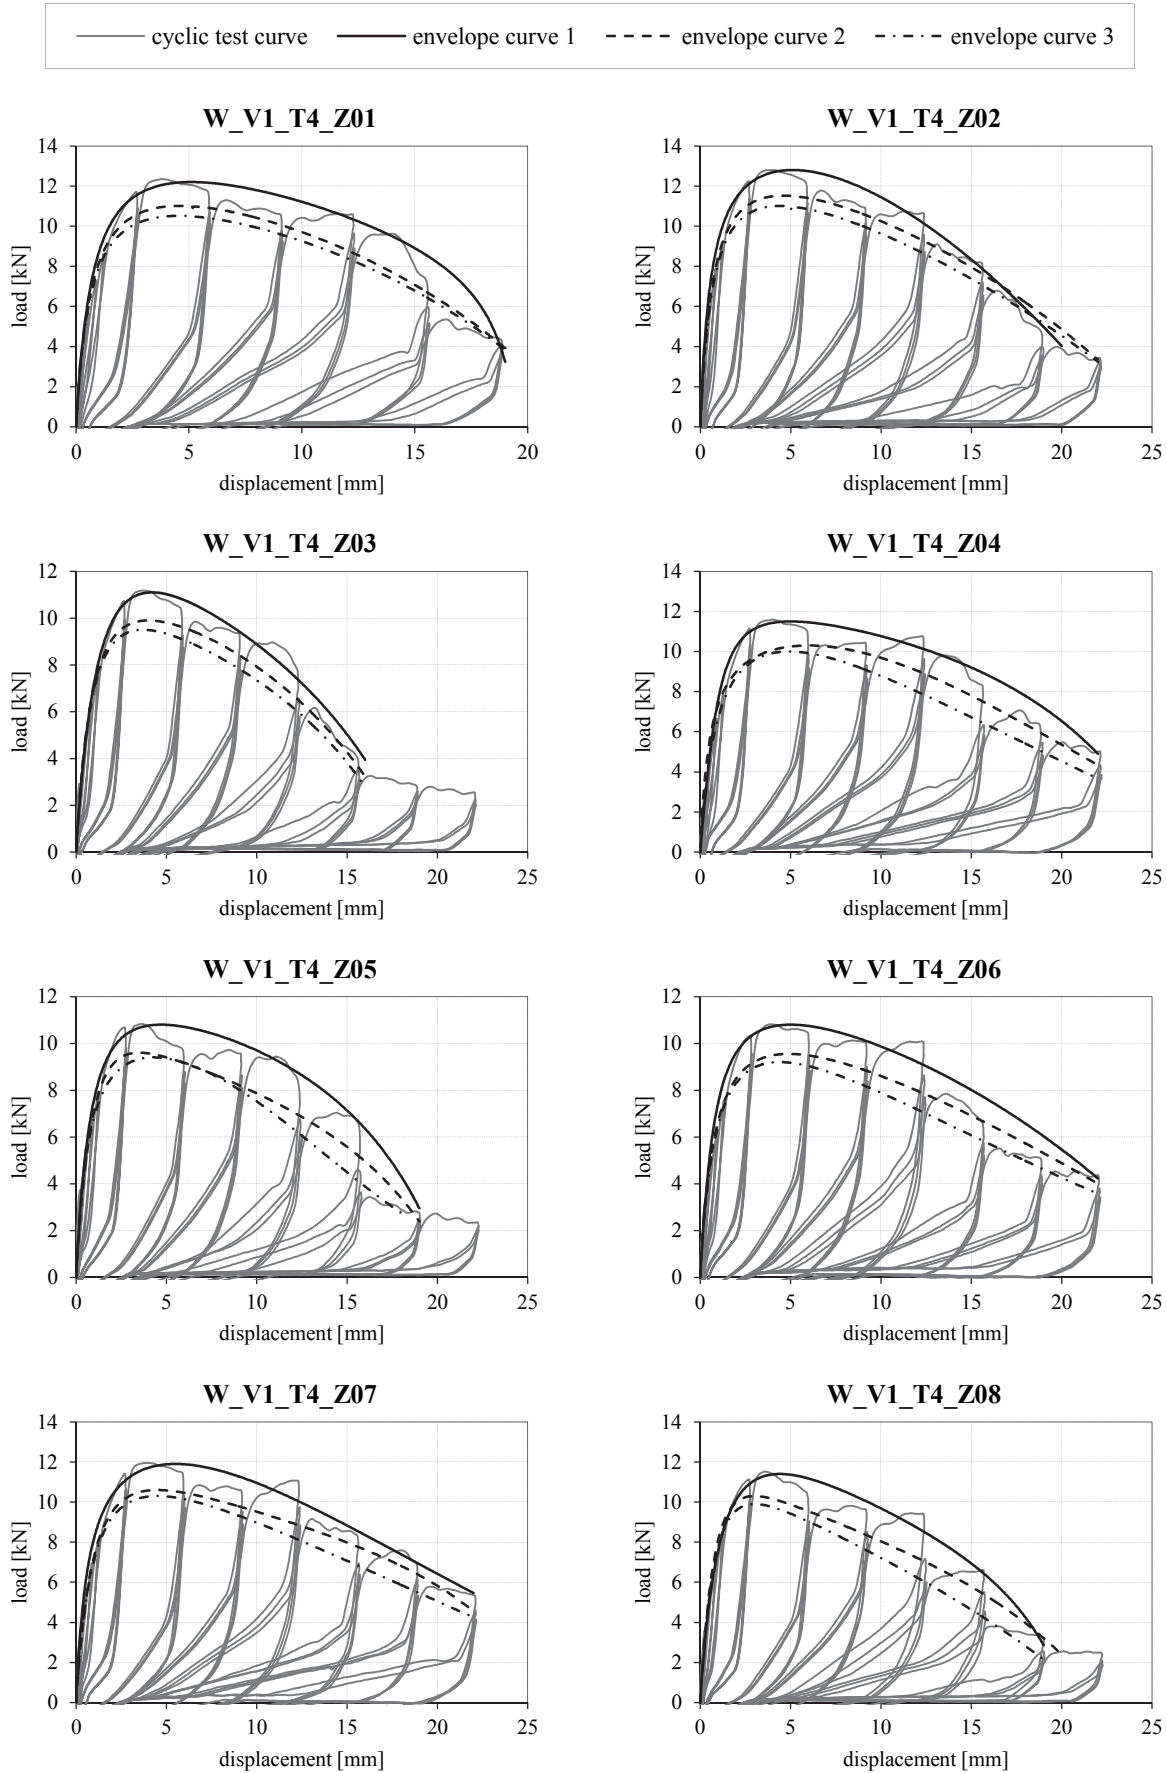 cyclic test curve envelope curve 1 envelope curve 2 envelope curve 3
W_V1_T4_Z01
14
12
10
8
6
4
2
0
load [kN]
0 5 10 15 20
displacement [mm]
W_V1_T4_Z02
14
12
10
8
6
4
2
0
load [kN]
0 5 10 15 20 25
displacement [mm]
W_V1_T4_Z03
12
10
8
6
4
2
0
load [kN]
0 5 10 15 20 25
displacement [mm]
W_V1_T4_Z04
14
12
10
8
6
4
2
0
load [kN]
0 5 10 15 20 25
displacement [mm]
W_V1_T4_Z05
12
10
8
6
4
2
0
load [kN]
0 5 10 15 20 25
displacement [mm]
W_V1_T4_Z06
12
10
8
6
4
2
0
load [kN]
0 5 10 15 20 25
displacement [mm]
W_V1_T4_Z07
14
12
10
8
6
4
2
0
load [kN]
0 5 10 15 20 25
displacement [mm]
W_V1_T4_Z08
14
12
10
8
6
4
2
0
load [kN]
0 5 10 15 20 25
displacement [mm]